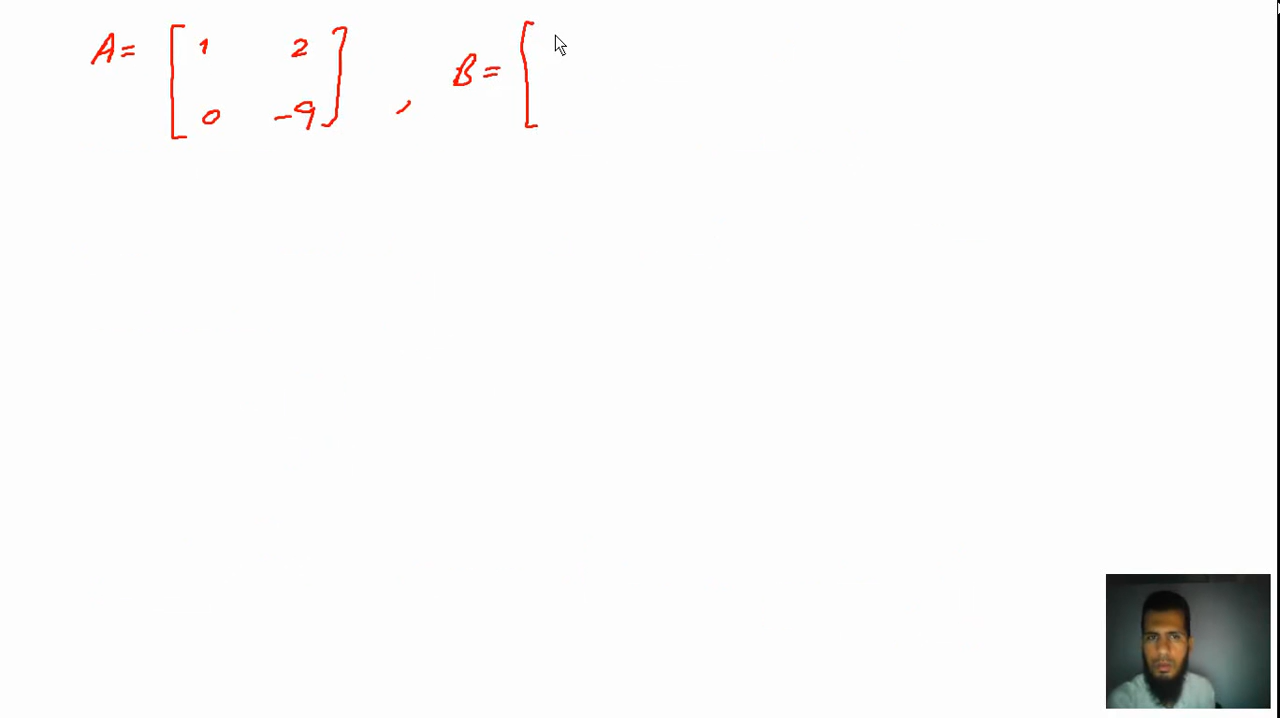 A= [ 1 2 ] , B= [
0 -9